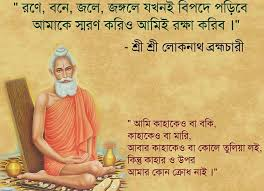 " রণে, বনে, জলে, জঙ্গলে যখনই বিপদে পড়িবে
আমাকে স্মরণ করিও আমিই রক্ষা করিব ।"
- শ্রী শ্রী লোকনাথ ব্রহ্মচারী
" আমি কাহাকেও বা বকি,
কাহাকেও বা মারি,
আবার কাহাকেও বা কোলে তুলিয়া লই.
কিন্তু কাহার ও উপর
আমার কোন ক্রোধ নাই ।"